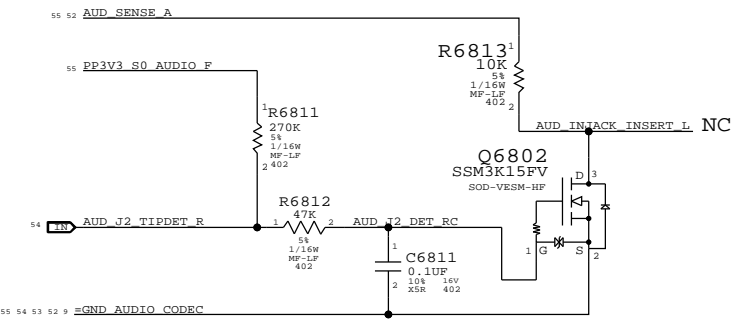 55 52 AUD_SENSE_A
R6813 1
10K
5%
1/16W
MF-LF
402 2
55 PP3V3_S0_AUDIO_F
1 R6811
270K
5%
1/16W
MF-LF
2 402
AUD_INJACK_INSERT_L NC
Q6802
SSM3K15FV
SOD-VESM-HF
D 3
R6812
47K
54 IN AUD_J2_TIPDET_R
1 2
AUD_J2_DET_RC
5%
1/16W
MF-LF
402
1 G S 2
1
C6811
0.1UF
10% 16V
2 X5R 402
55 54 53 52 9 =GND_AUDIO_CODEC